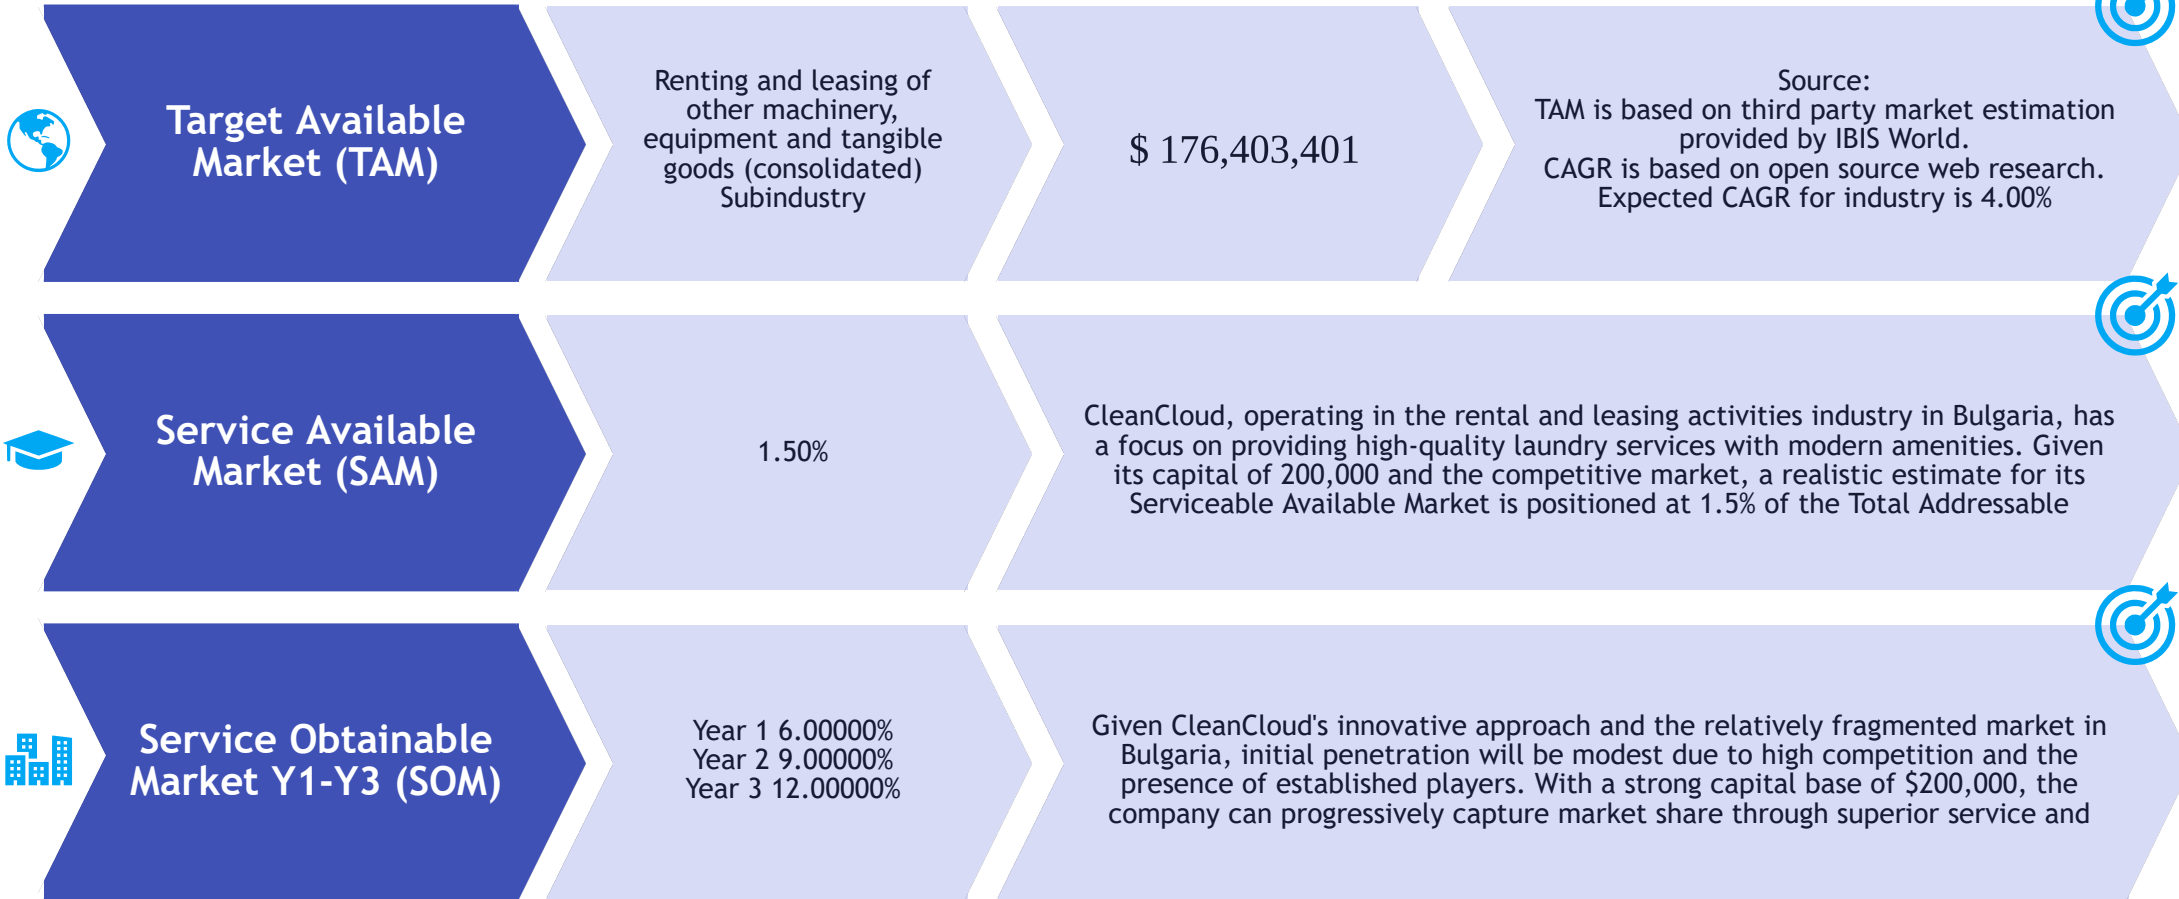 Target Available
Market (TAM)
Renting and leasing of
other machinery,
equipment and tangible
goods (consolidated)
Subindustry
$ 176,403,401
Source:
TAM is based on third party market estimation
provided by IBIS World.
CAGR is based on open source web research.
Expected CAGR for industry is 4.00%
Service Available
Market (SAM)
1.50%
CleanCloud, operating in the rental and leasing activities industry in Bulgaria, has
a focus on providing high-quality laundry services with modern amenities. Given
its capital of 200,000 and the competitive market, a realistic estimate for its
Serviceable Available Market is positioned at 1.5% of the Total Addressable
Service Obtainable
Market Y1-Y3 (SOM)
Year 1 6.00000%
Year 2 9.00000%
Year 3 12.00000%
Given CleanCloud's innovative approach and the relatively fragmented market in
Bulgaria, initial penetration will be modest due to high competition and the
presence of established players. With a strong capital base of $200,000, the
company can progressively capture market share through superior service and